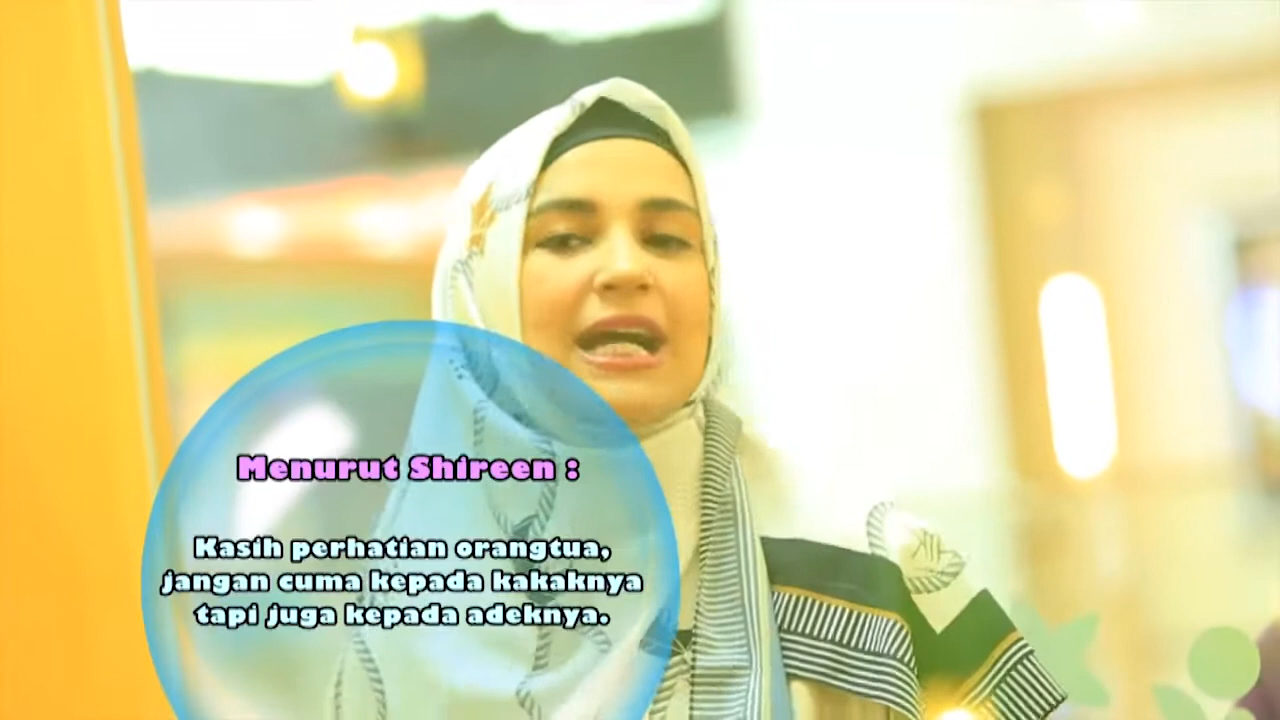 Menurut Shireen :
Kasih perhatian orangtua,
jangan cuma kepada kakaknya
tapi juga kepada adeknya.